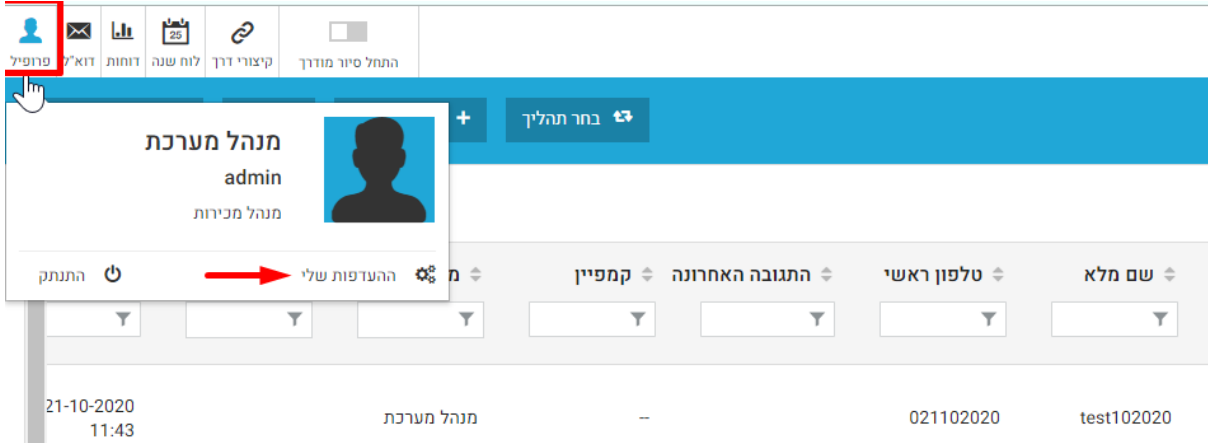 התחל סיור מודרך
קיצורי דרך
לוח שנה
25
דוחות
דוא"ל
פרופיל
בחר תהליך
+
מנהל מערכת
admin
מנהל מכירות
ההעדפות שלי
התנתק
שם מלא
טלפון ראשי
התגובה האחרונה
קמפיין
test102020
021102020
--
מנהל מערכת
21-10-2020
11:43